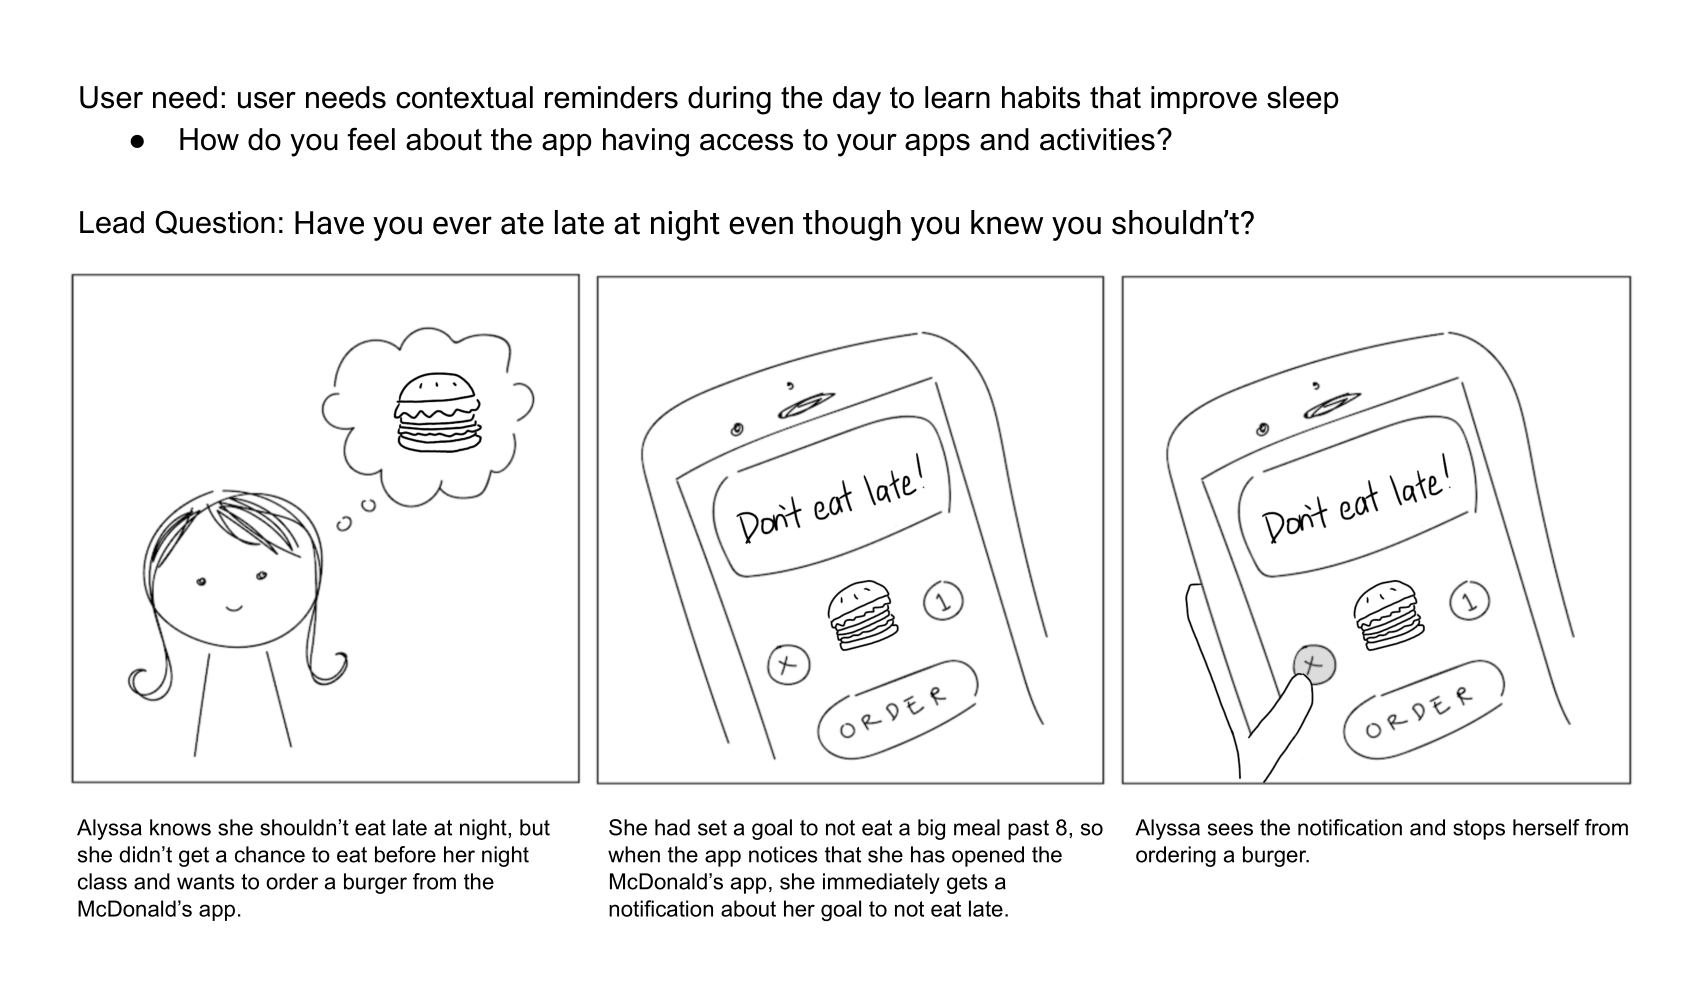 User need: user needs contextual reminders during the day to learn habits that improve sleep
● How do you feel about the app having access to your apps and activities?
Lead Question: Have you ever ate late at night even though you knew you shouldn’t?
Don't eat late!
1
X
ORDER
Don't eat late!
1
X
ORDER
Alyssa knows she shouldn’t eat late at night, but
she didn’t get a chance to eat before her night
class and wants to order a burger from the
McDonald’s app.
She had set a goal to not eat a big meal past 8, so
when the app notices that she has opened the
McDonald’s app, she immediately gets a
notification about her goal to not eat late.
Alyssa sees the notification and stops herself from
ordering a burger.